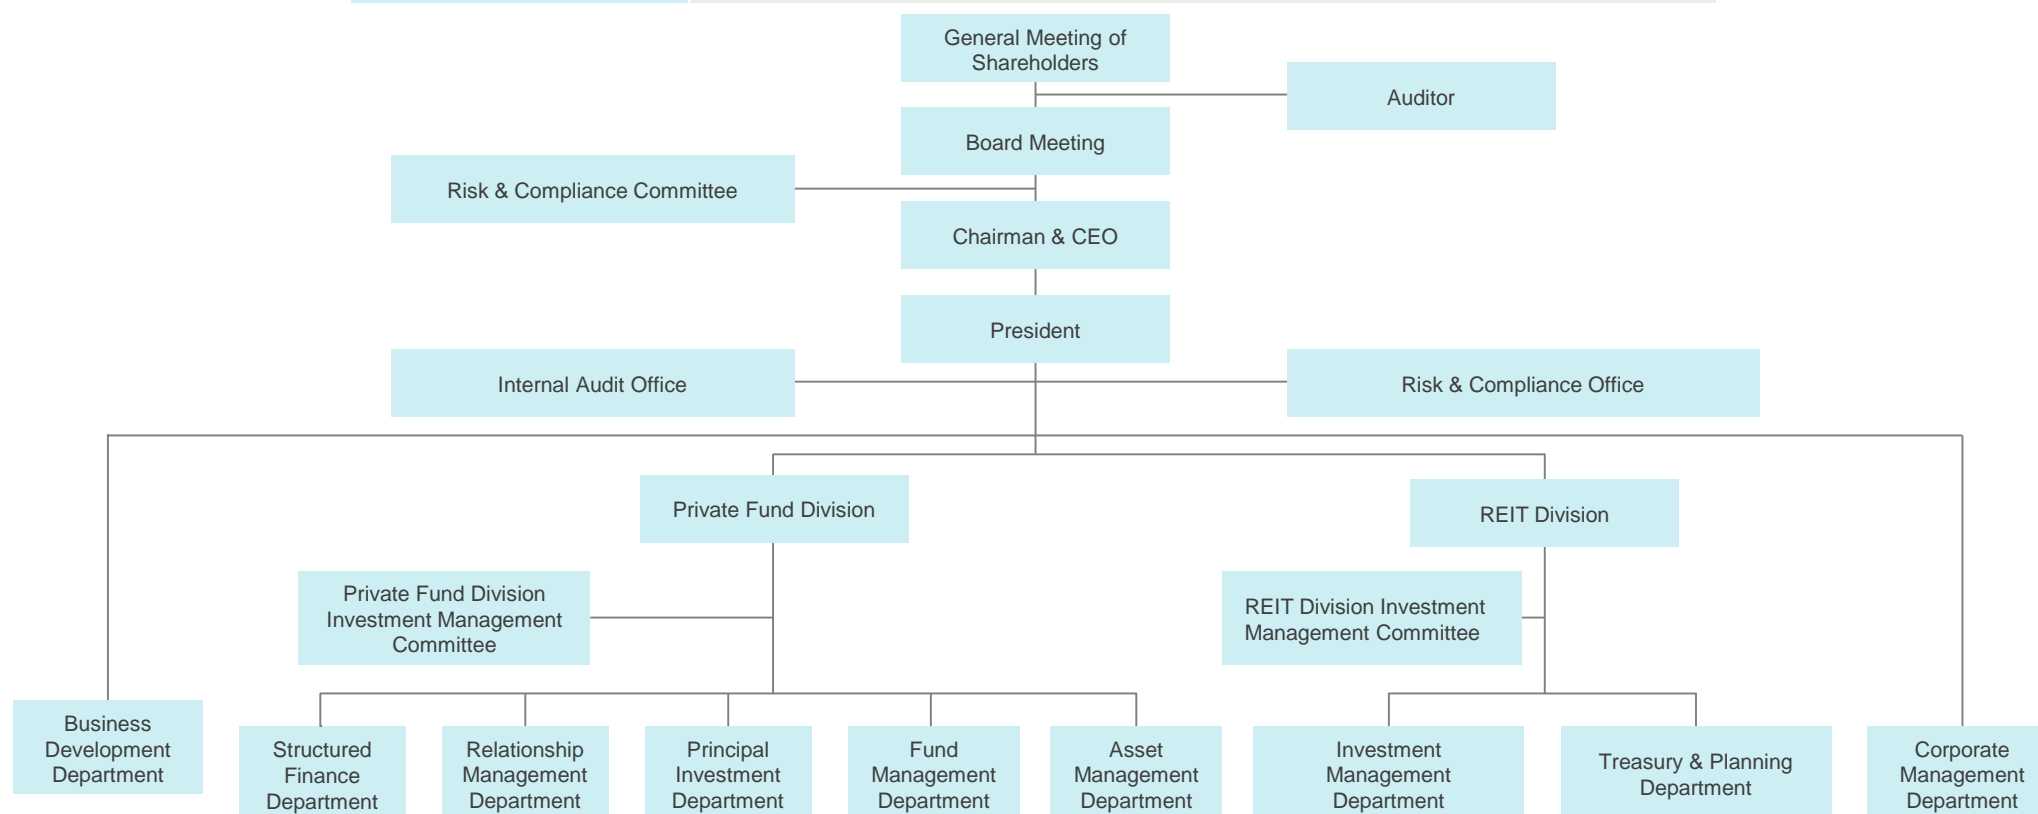 General Meeting of
Shareholders
Auditor
Board Meeting
Risk & Compliance Committee
Chairman & CEO
President
Internal Audit Office
Risk & Compliance Office
Private Fund Division
REIT Division
Private Fund Division
Investment Management
Committee
REIT Division Investment
Management Committee
Business
Development
Department
Structured
Finance
Department
Relationship
Management
Department
Principal
Investment
Department
Fund
Management
Department
Asset
Management
Department
Investment
Management
Department
Treasury & Planning
Department
Corporate
Management
Department